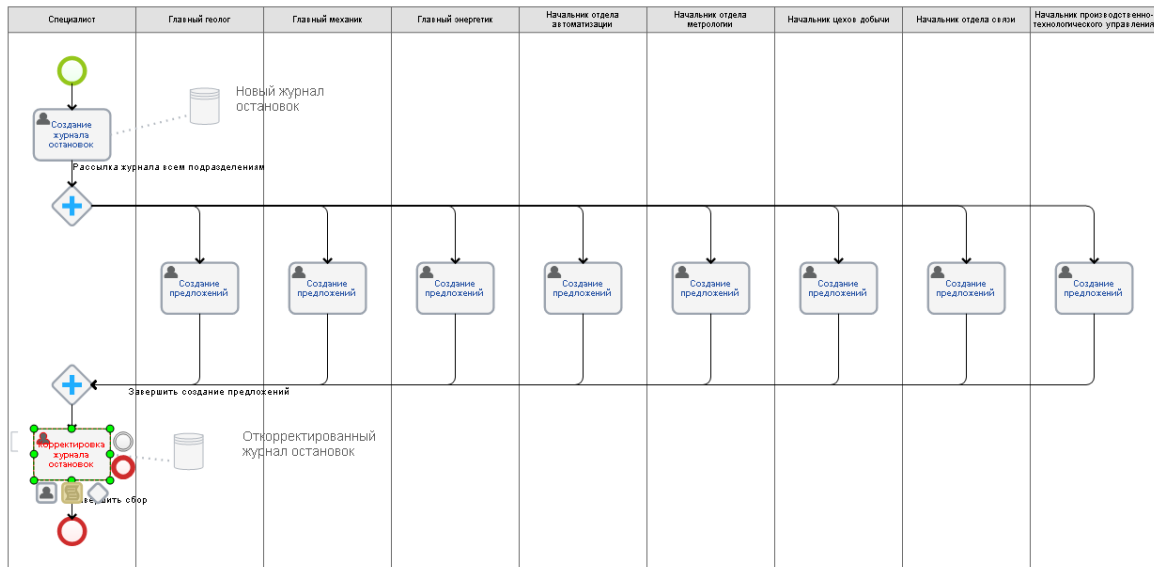 Специалист
Главный геолог
Главный механик
Главный энергетик
Начальник отдела
автоматизации
Начальник отдела
метрологии
Начальник цехов добычи
Начальник отдела связи
Начальник производственно-
технологического управления
Новый журнал
остановок
Создание
журнала
остановок
Рассылка журнала всем подразделениям
Создание
предложений
Создание
предложений
Создание
предложений
Создание
предложений
Создание
предложений
Создание
предложений
Создание
предложений
Создание
предложений
Завершить создание предложений
Корректировка
журнала
остановок
Откорректированный
журнал остановок
сбор